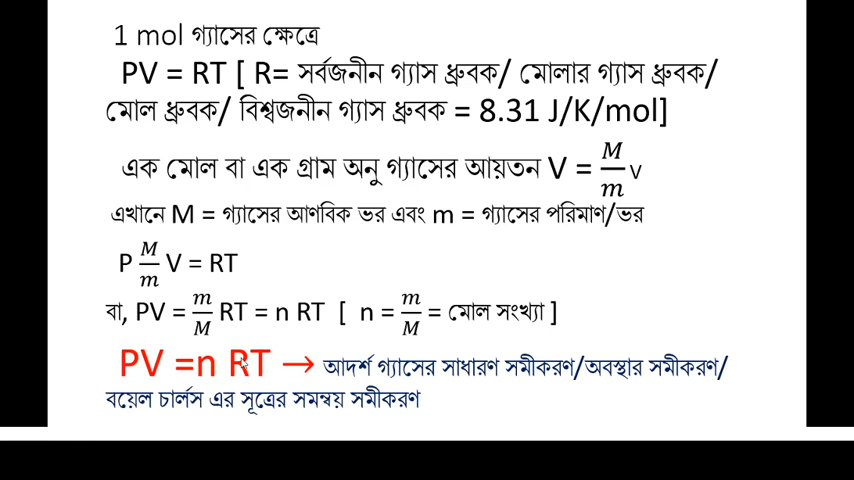 1 mol গ্যাসের ক্ষেত্রে
PV = RT [ R= সর্বজনীন গ্যাস ধ্রুবক/ মোলার গ্যাস ধ্রুবক/
মোল ধ্রুবক/ বিশ্বজনীন গ্যাস ধ্রুবক = 8.31 J/K/mol]
এক মোল বা এক গ্রাম অনু গ্যাসের আয়তন V = M/m v
এখানে M = গ্যাসের আণবিক ভর এবং m = গ্যাসের পরিমাণ/ভর
P M/m V = RT
বা, PV = m/M RT = n RT [ n = m/M = মোল সংখ্যা ]
PV =n RT → আদর্শ গ্যাসের সাধারণ সমীকরণ/অবস্থার সমীকরণ/
বয়েল চার্লস এর সূত্রের সমন্বয় সমীকরণ